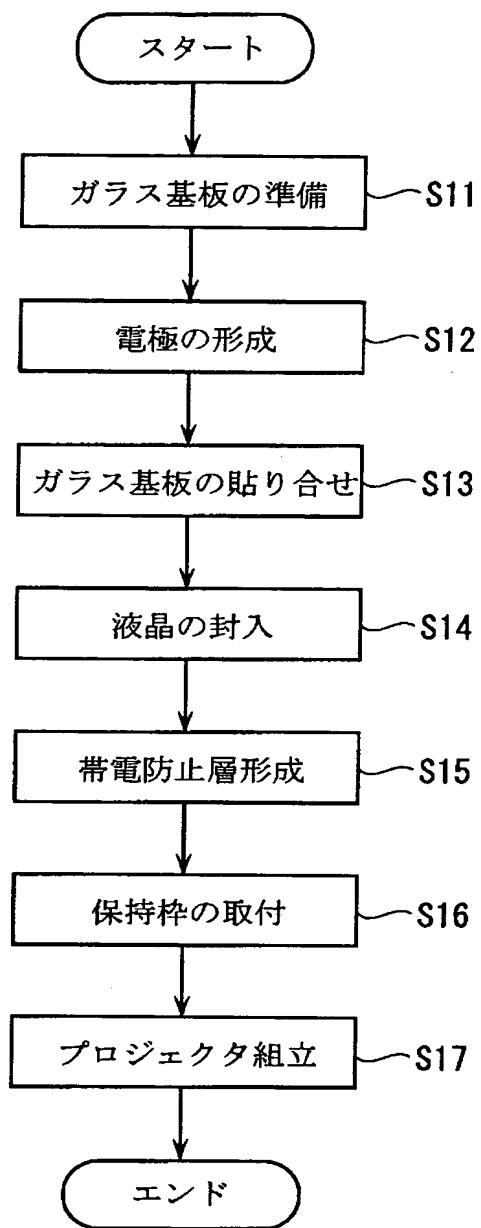 スタート
ガラス基板の準備 S11
電極の形成 S12
ガラス基板の貼り合せ S13
液晶の封入 S14
帯電防止層形成 S15
保持枠の取付 S16
プロジェクタ組立 S17
エンド